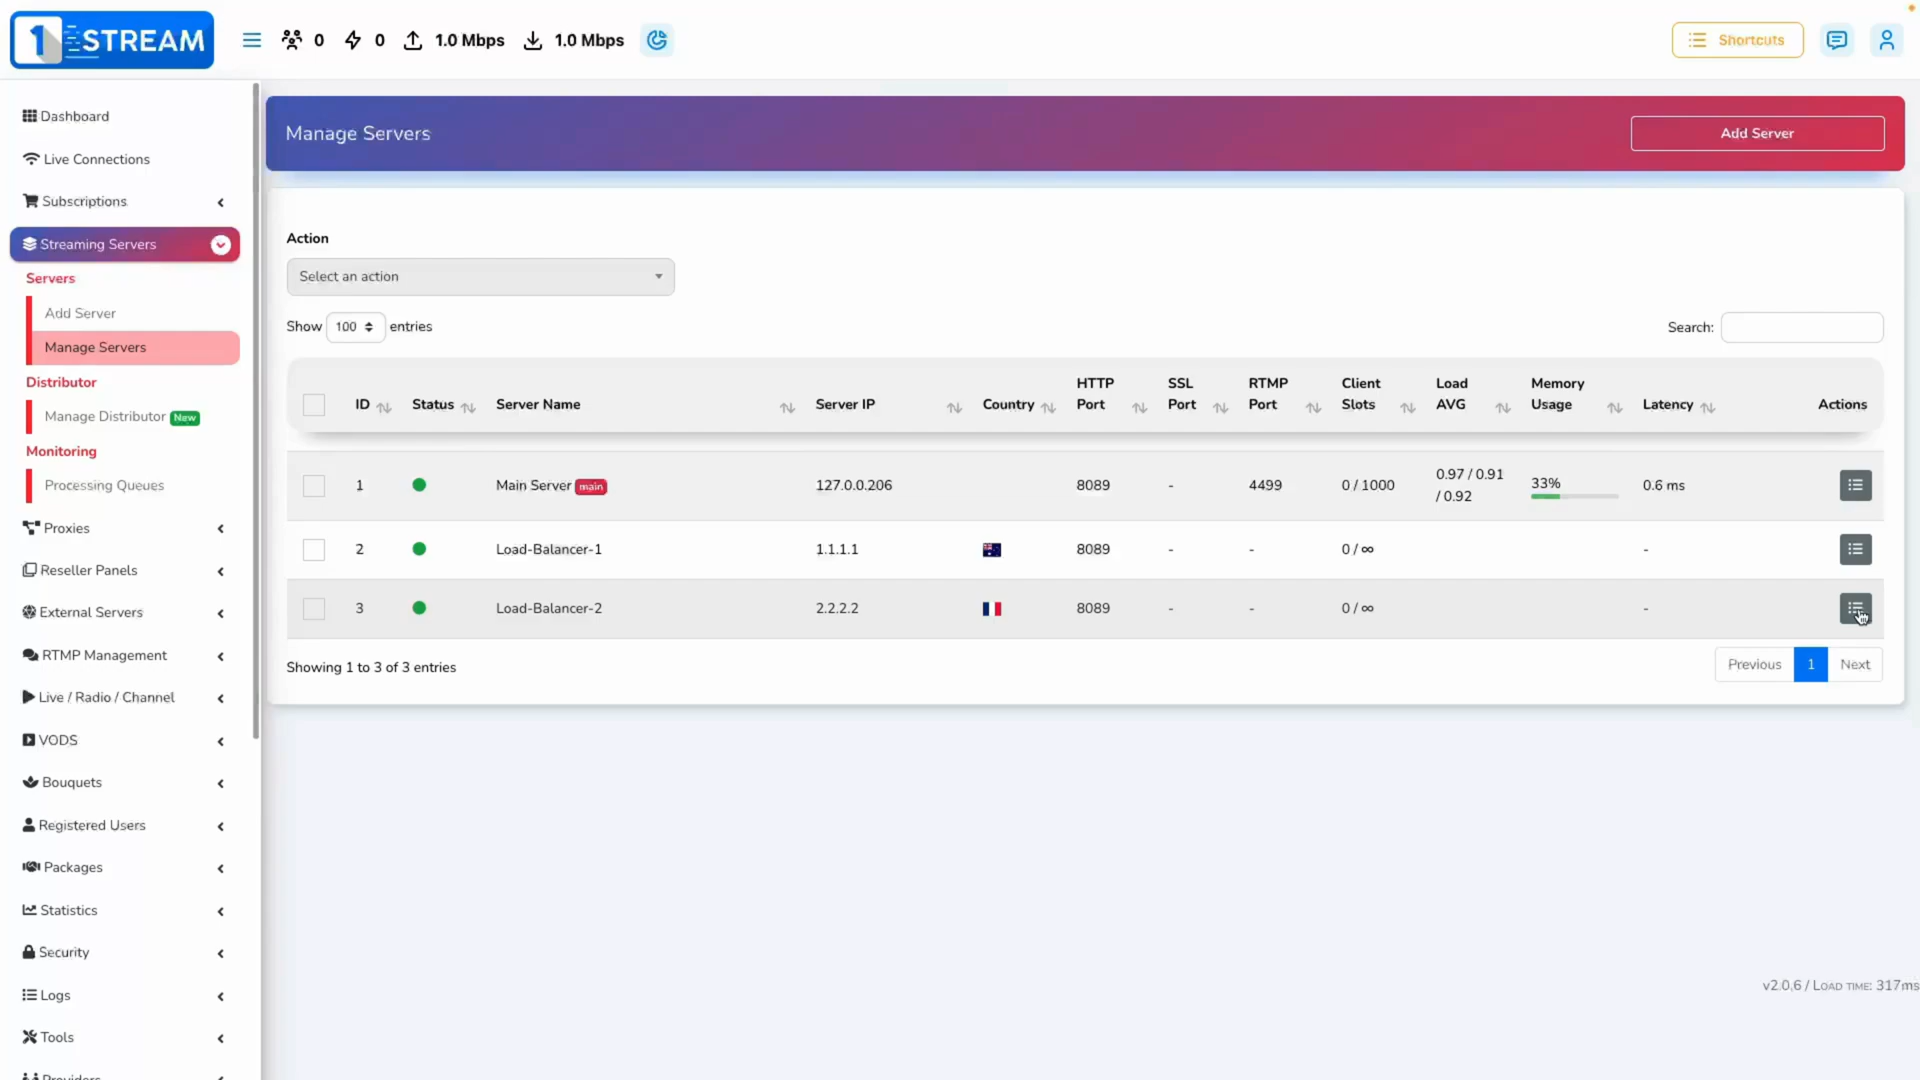 1 STREAM
0
0
1.0 Mbps
1.0 Mbps
Shortcuts
Dashboard
Live Connections
Subscriptions
Streaming Servers
Servers
Add Server
Manage Servers
Distributor
Manage Distributor New
Monitoring
Processing Queues
Proxies
Reseller Panels
External Servers
RTMP Management
Live / Radio / Channel
VODS
Bouquets
Registered Users
Packages
Statistics
Security
Logs
Tools
Providers
Manage Servers
Add Server
Action
Select an action
Show 100 entries
Search:
ID Status Server Name Server IP Country HTTP Port SSL Port RTMP Port Client Slots Load AVG Memory Usage Latency Actions
1 Main Server main 127.0.0.206 8089 - 4499 0 / 1000 0.97 / 0.91 / 0.92 33% 0.6 ms
2 Load-Balancer-1 1.1.1.1 8089 - - 0 / ∞ -
3 Load-Balancer-2 2.2.2.2 8089 - - 0 / ∞ -
Showing 1 to 3 of 3 entries
Previous 1 Next
v2.0.6 / LOAD TIME: 317ms